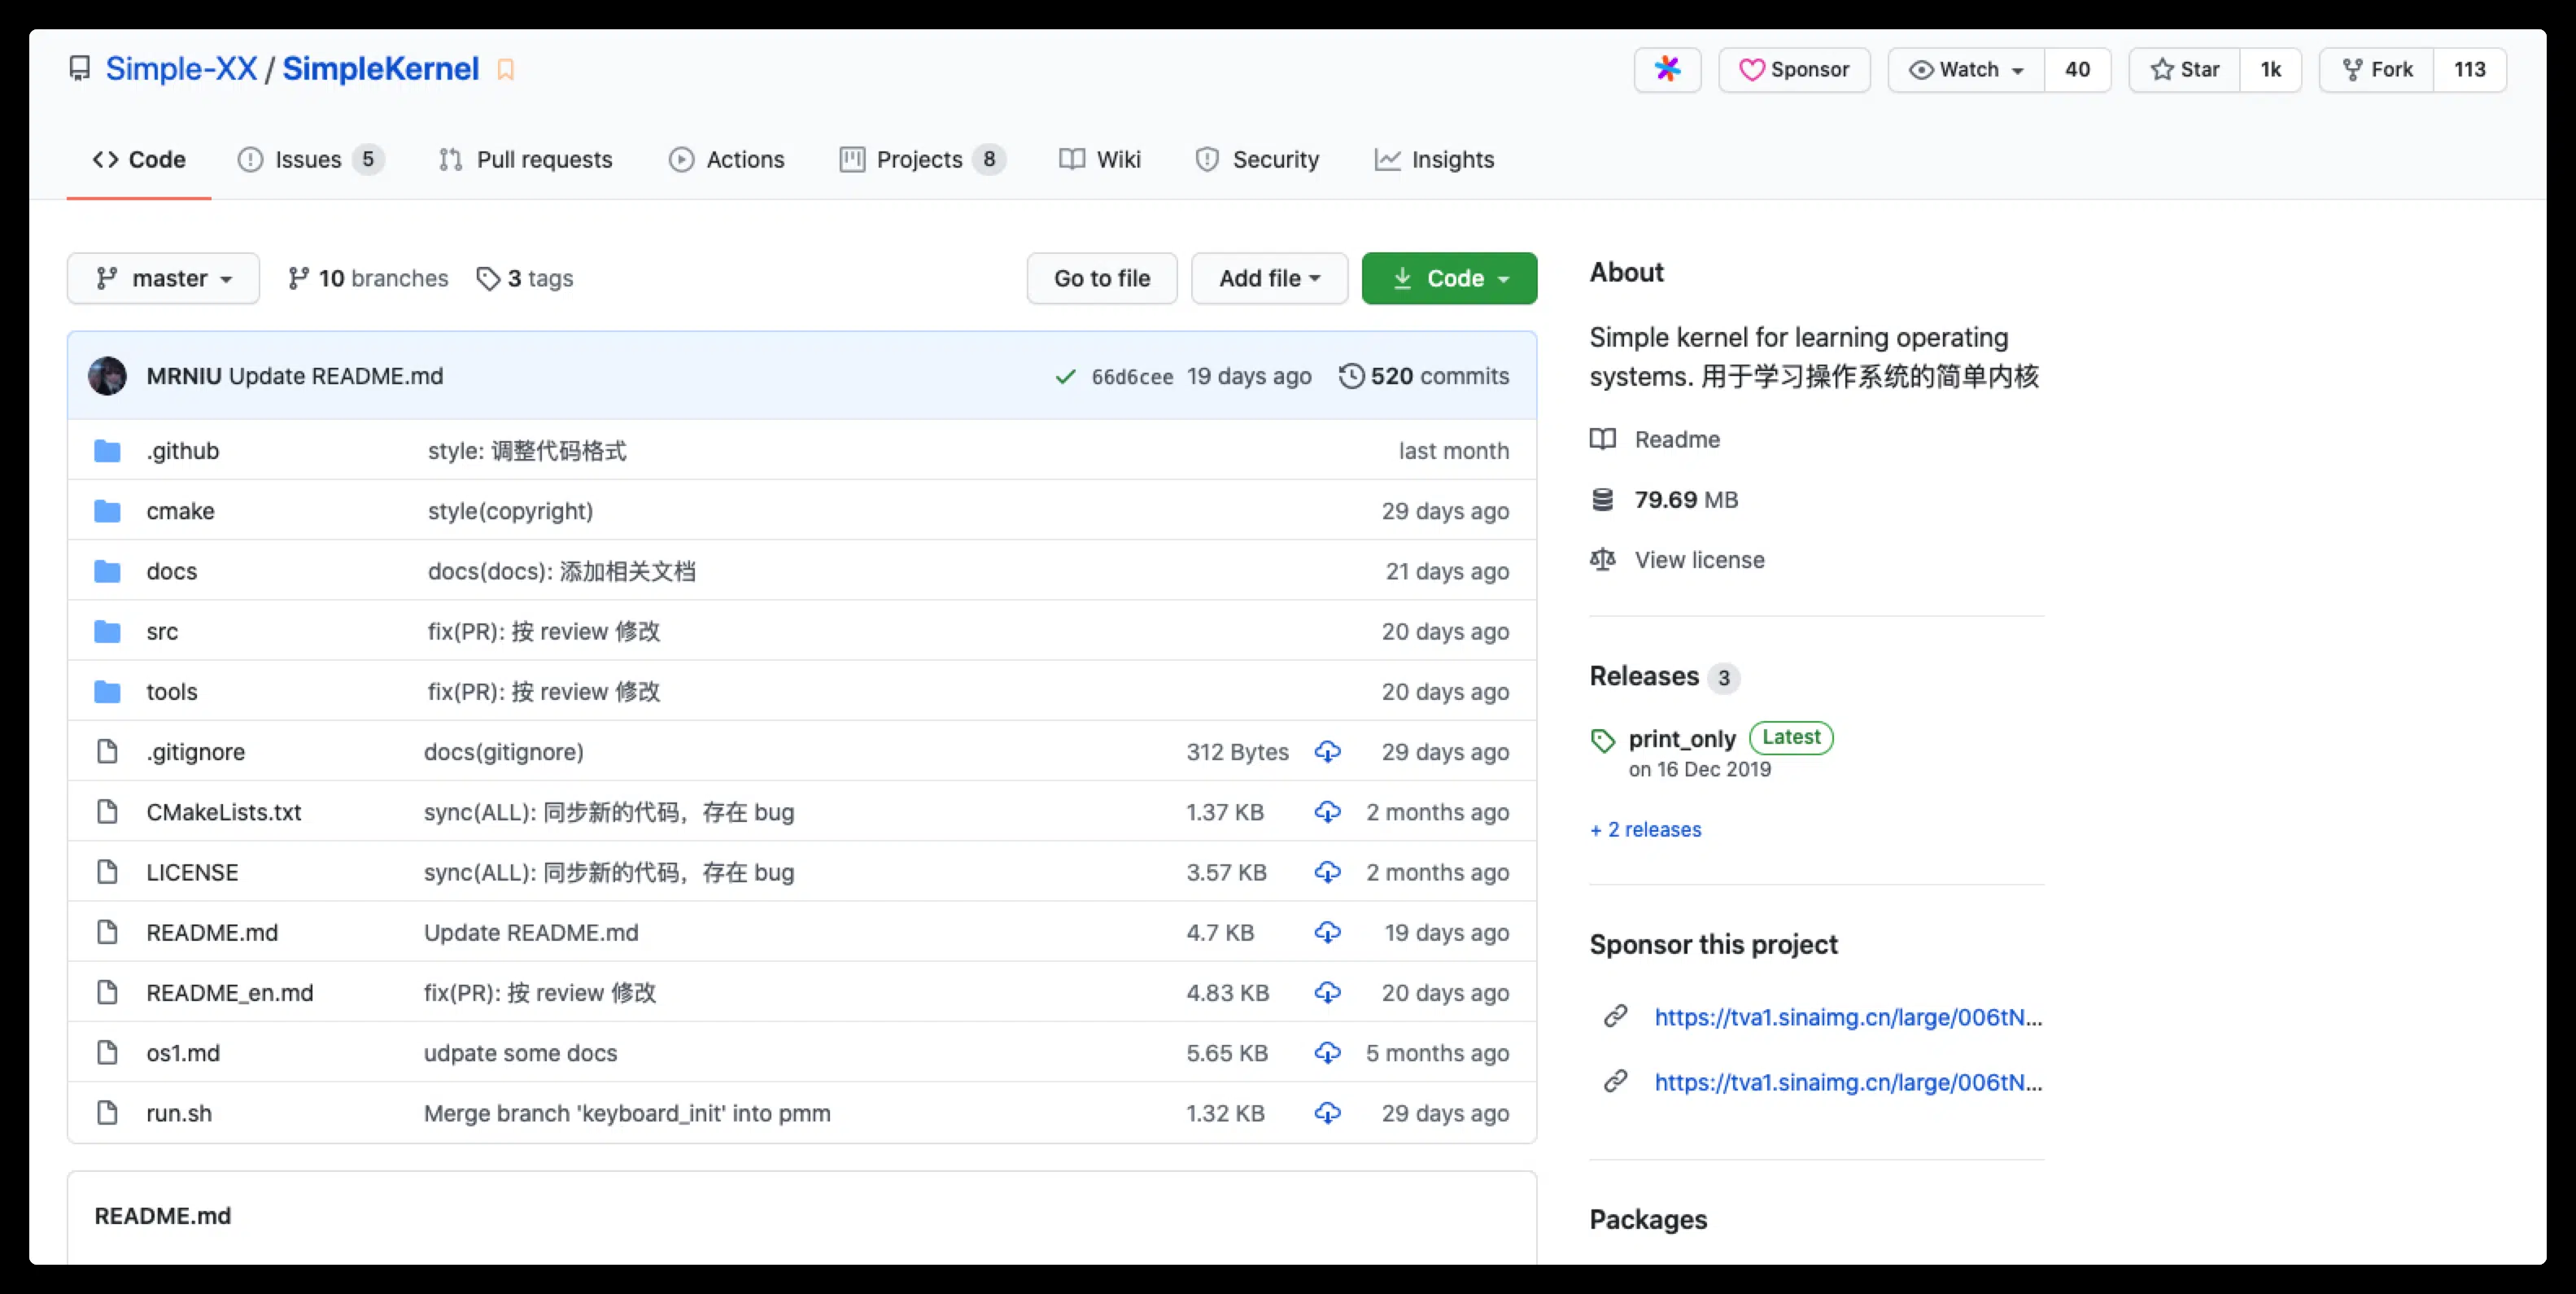 Simple-XX / SimpleKernel
Sponsor
Watch 40
Star 1k
Fork 113
Code
Issues 5
Pull requests
Actions
Projects 8
Wiki
Security
Insights
master
10 branches
3 tags
Go to file
Add file
Code
MRNIU Update README.md 66d6cee 19 days ago 520 commits
.github style: 调整代码格式 last month
cmake style(copyright) 29 days ago
docs docs(docs): 添加相关文档 21 days ago
src fix(PR): 按 review 修改 20 days ago
tools fix(PR): 按 review 修改 20 days ago
.gitignore docs(gitignore) 312 Bytes 29 days ago
CMakeLists.txt sync(ALL): 同步新的代码，存在 bug 1.37 KB 2 months ago
LICENSE sync(ALL): 同步新的代码，存在 bug 3.57 KB 2 months ago
README.md Update README.md 4.7 KB 19 days ago
README_en.md fix(PR): 按 review 修改 4.83 KB 20 days ago
os1.md udpate some docs 5.65 KB 5 months ago
run.sh Merge branch 'keyboard_init' into pmm 1.32 KB 29 days ago
README.md
About
Simple kernel for learning operating
systems. 用于学习操作系统的简单内核
Readme
79.69 MB
View license
Releases 3
print_only Latest
on 16 Dec 2019
+ 2 releases
Sponsor this project
https://tva1.sinaimg.cn/large/006tN...
https://tva1.sinaimg.cn/large/006tN...
Packages